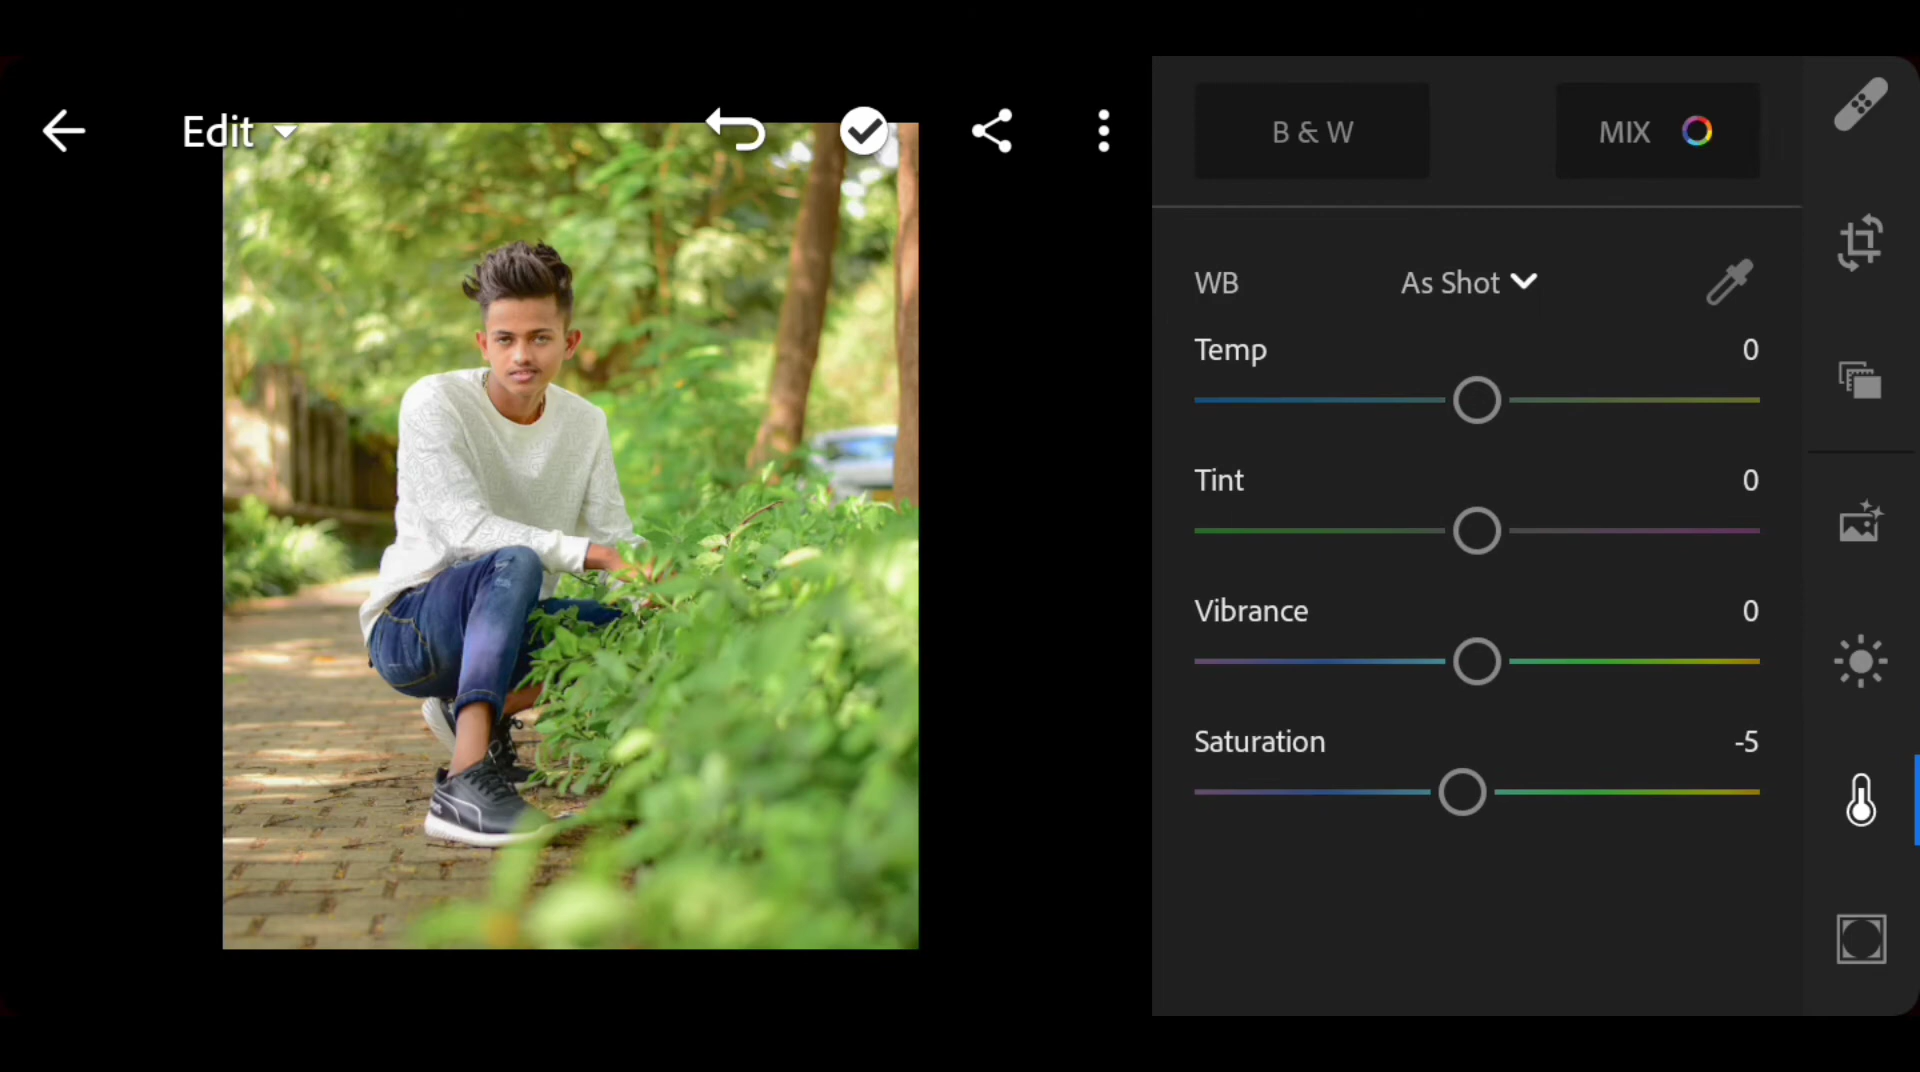 Edit
B & W
MIX
WB
As Shot
Temp
0
Tint
0
Vibrance
0
Saturation
-5